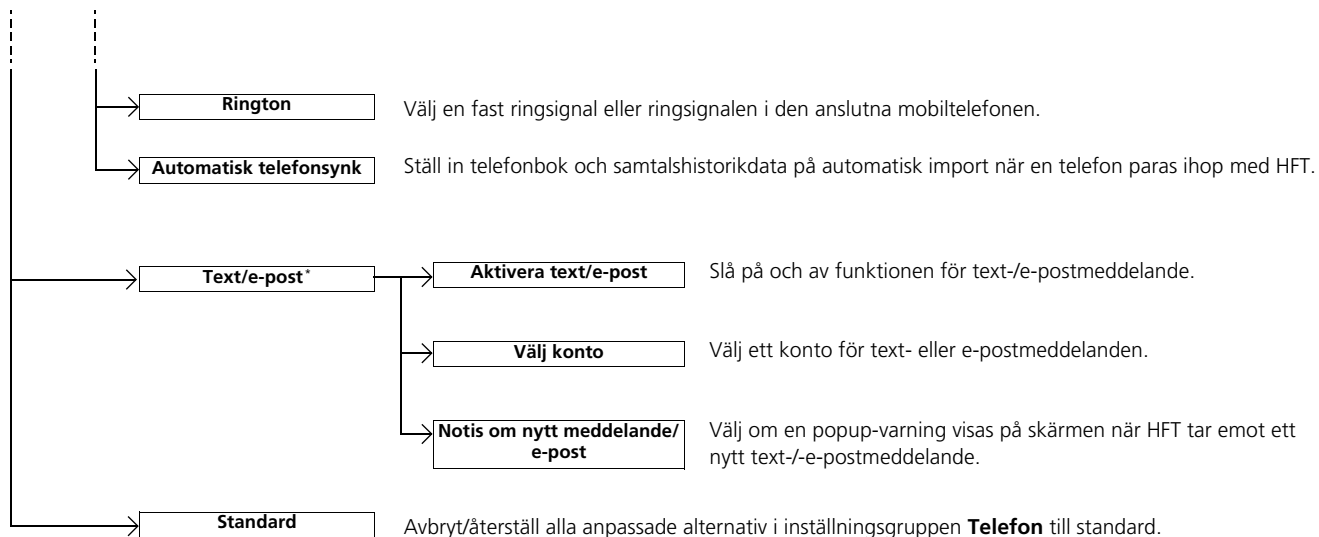 Rington
Välj en fast ringsignal eller ringsignalen i den anslutna mobiltelefonen.
Automatisk telefonsynk
Ställ in telefonbok och samtalshistorikdata på automatisk import när en telefon paras ihop med HFT.
Text/e-post*
Aktivera text/e-post
Slå på och av funktionen för text-/e-postmeddelande.
Välj konto
Välj ett konto för text- eller e-postmeddelanden.
Notis om nytt meddelande/
e-post
Välj om en popup-varning visas på skärmen när HFT tar emot ett
nytt text-/-e-postmeddelande.
Standard
Avbryt/återställ alla anpassade alternativ i inställningsgruppen Telefon till standard.